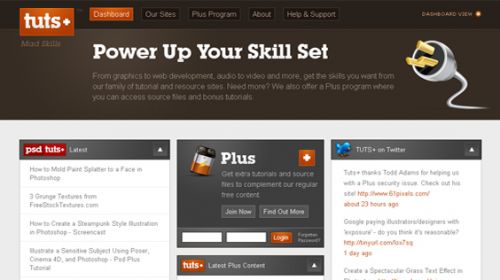 tuts+
Mad Skills
Dashboard
Our Sites
Plus Program
About
Help & Support
DASHBOARD VIEW
Power Up Your Skill Set
From graphics to web development, audio to video and more, get the skills you want from
our family of tutorial and resource sites. Need more? We also offer a Plus program where
you can access source files and bonus tutorials.
psd tuts+ Latest
How to Mold Paint Splatter to a Face in
Photoshop
3 Grunge Textures from
FreeStockTextures.com
How to Create a Steampunk Style Illustration
in Photoshop - Screencast
Illustrate a Sensitive Subject Using Poser,
Cinema 4D, and Photoshop - Psd Plus
Tutorial
Plus
Get extra tutorials and source
files to complement our regular
free content.
Join Now
Find Out More
Login
Forgotten
Password?
tuts+ Latest Plus Content
TUTS+ on Twitter
Tuts+ thanks Todd Adams for helping us
with a Plus security issue. Check out his
site! http://www.61pixels.com/
about 23 hours ago
Google paying illustrators/designers with
'exposure' - do you think it's reasonable?
1 day ago
Create a Spectacular Grass Text Effect in